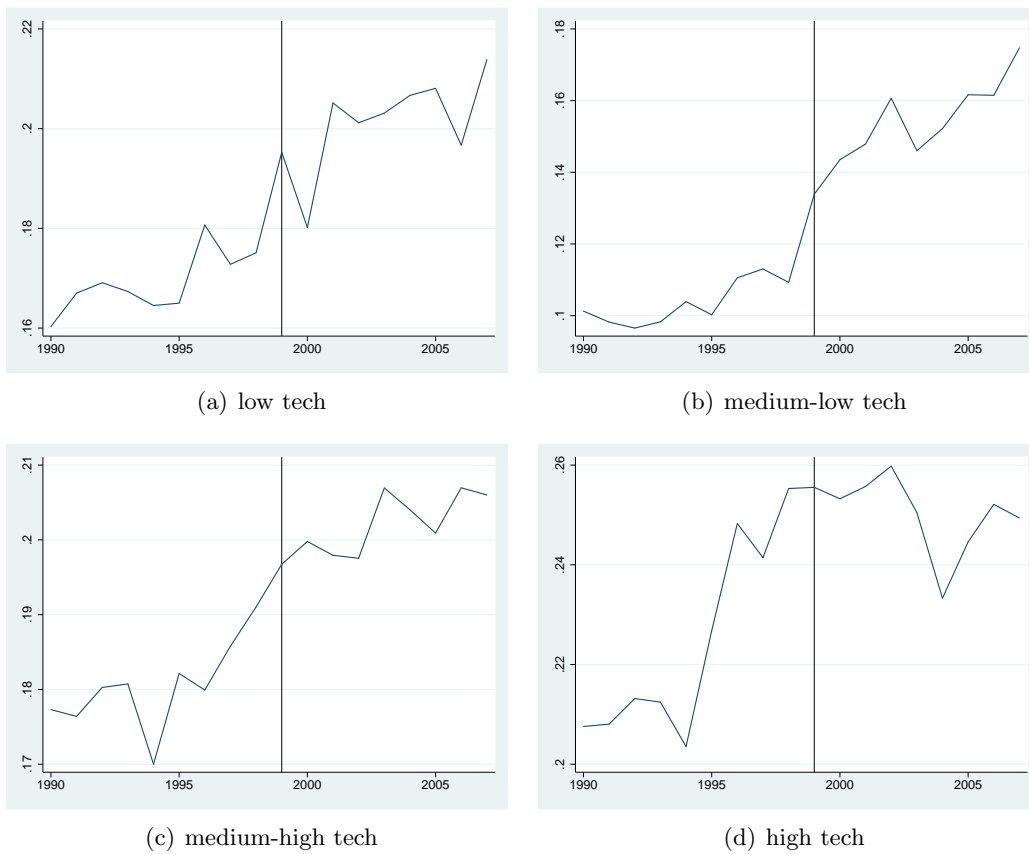 .22
.2
.18
.16
1990 1995 2000 2005
(a) low tech
.18
.16
.14
.12
.1
1990 1995 2000 2005
(b) medium-low tech
.21
.2
.19
.18
.17
1990 1995 2000 2005
(c) medium-high tech
.26
.24
.22
.2
1990 1995 2000 2005
(d) high tech